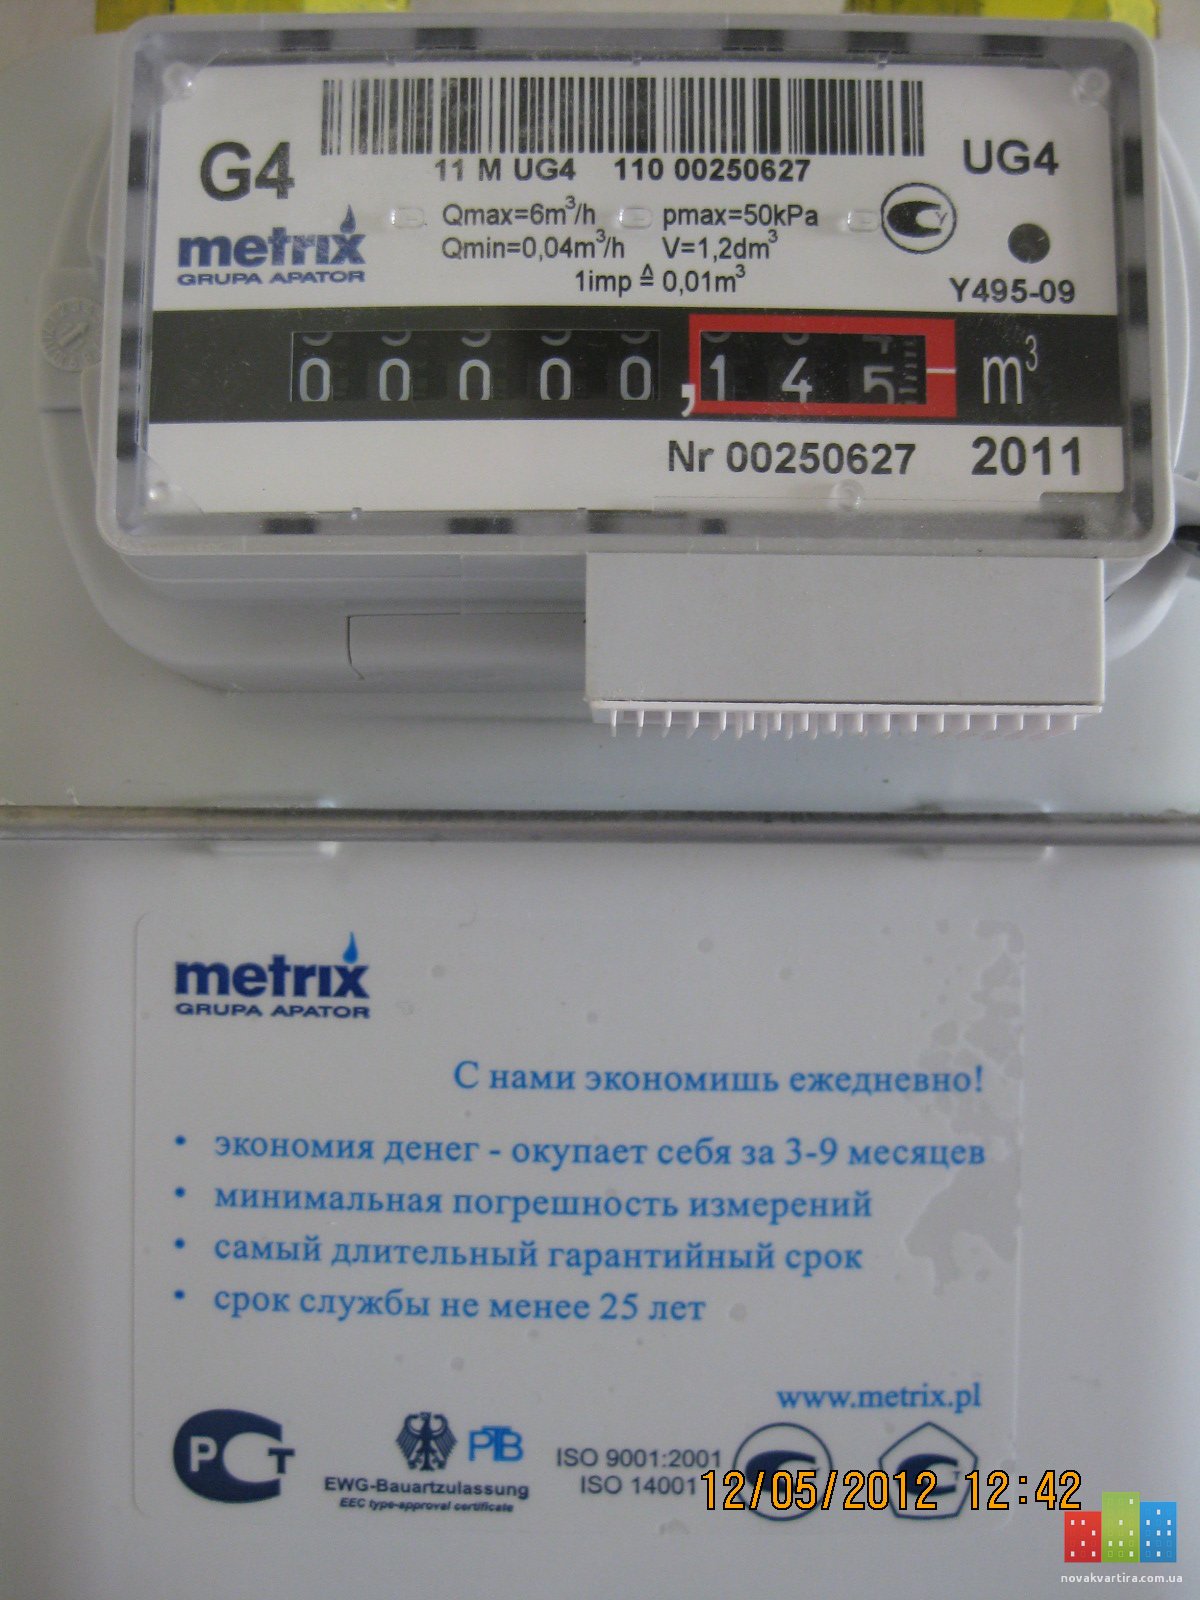 G4
11 M UG4 110 00250627
UG4
Qmax=6m³/h pmax=50kPa
Qmin=0,04m³/h V=1,2dm³
1imp ≙ 0,01m³
metrix
GRUPA APATOR
Y495-09
00000,145 m³
Nr 00250627 2011
metrix
GRUPA APATOR
С нами экономишь ежедневно!
• экономия денег - окупает себя за 3-9 месяцев
• минимальная погрешность измерений
• самый длительный гарантийный срок
• срок службы не менее 25 лет
www.metrix.pl
РСТ
PTB
EWG-Bauartzulassung
EEC type-approval certificate
ISO 9001:2001
ISO 14001
12/05/2012 12:42
novakvartira.com.ua